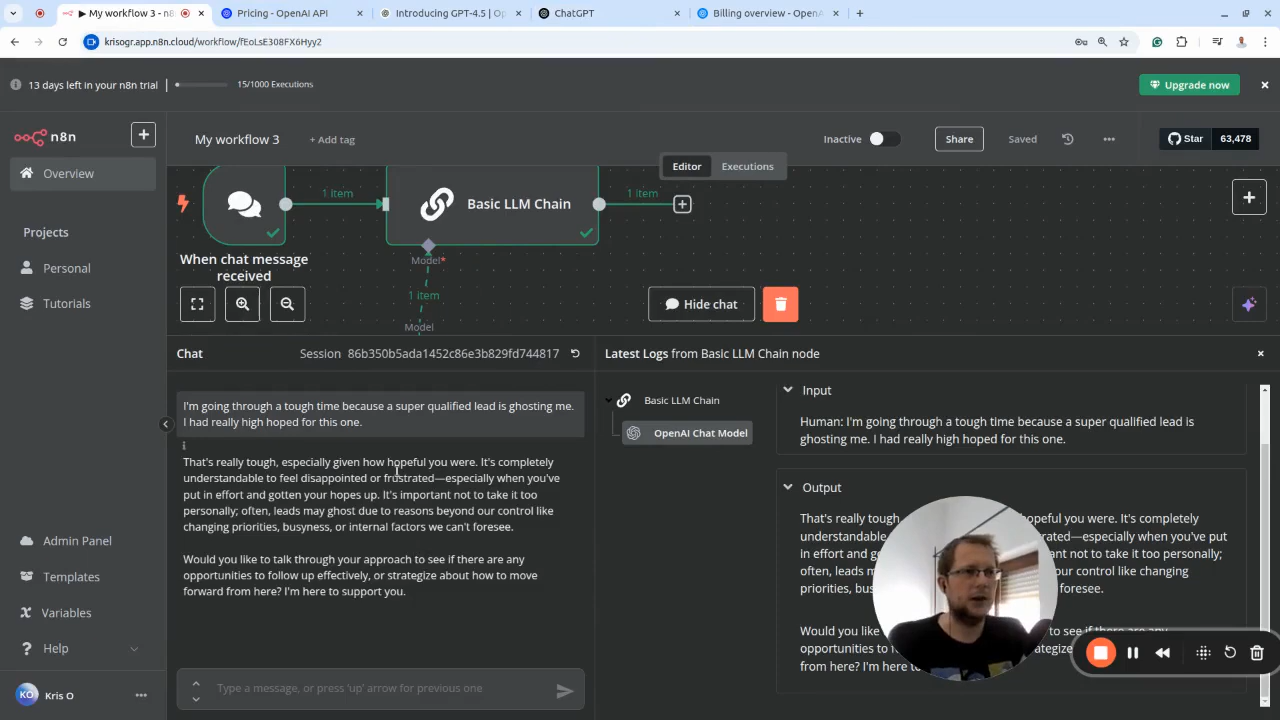 ▶ My workflow 3 - n8n
Pricing - OpenAI API
Introducing GPT-4.5 | Op
ChatGPT
Billing overview - OpenA
krisogr.app.n8n.cloud/workflow/fEoLsE308FX6Hyy2
13 days left in your n8n trial
15/1000 Executions
Upgrade now
n8n
My workflow 3
+ Add tag
Inactive
Share
Saved
Star
63,478
Overview
Editor
Executions
1 item
Basic LLM Chain
1 item
Projects
Personal
Tutorials
When chat message
received
Model*
1 item
Model
Hide chat
Chat
Session 86b350b5ada1452c86e3b829fd744817
Latest Logs from Basic LLM Chain node
I'm going through a tough time because a super qualified lead is ghosting me.
I had really high hoped for this one.
That's really tough, especially given how hopeful you were. It's completely
understandable to feel disappointed or frustrated—especially when you've
put in effort and gotten your hopes up. It's important not to take it too
personally; often, leads may ghost due to reasons beyond our control like
changing priorities, busyness, or internal factors we can't foresee.
Would you like to talk through your approach to see if there are any
opportunities to follow up effectively, or strategize about how to move
forward from here? I'm here to support you.
Type a message, or press 'up' arrow for previous one
Basic LLM Chain
OpenAI Chat Model
Input
Human: I'm going through a tough time because a super qualified lead is
ghosting me. I had really high hoped for this one.
Output
That's really tough, hopeful you were. It's completely
understandable to feel rated—especially when you've put
in effort and go ant not to take it too personally;
often, leads may our control like changing
priorities, bus foresee.
Would you like to see if there are any
opportunities to follow ategize about how to move
from here? I'm here to
Admin Panel
Templates
Variables
Help
KO
Kris O